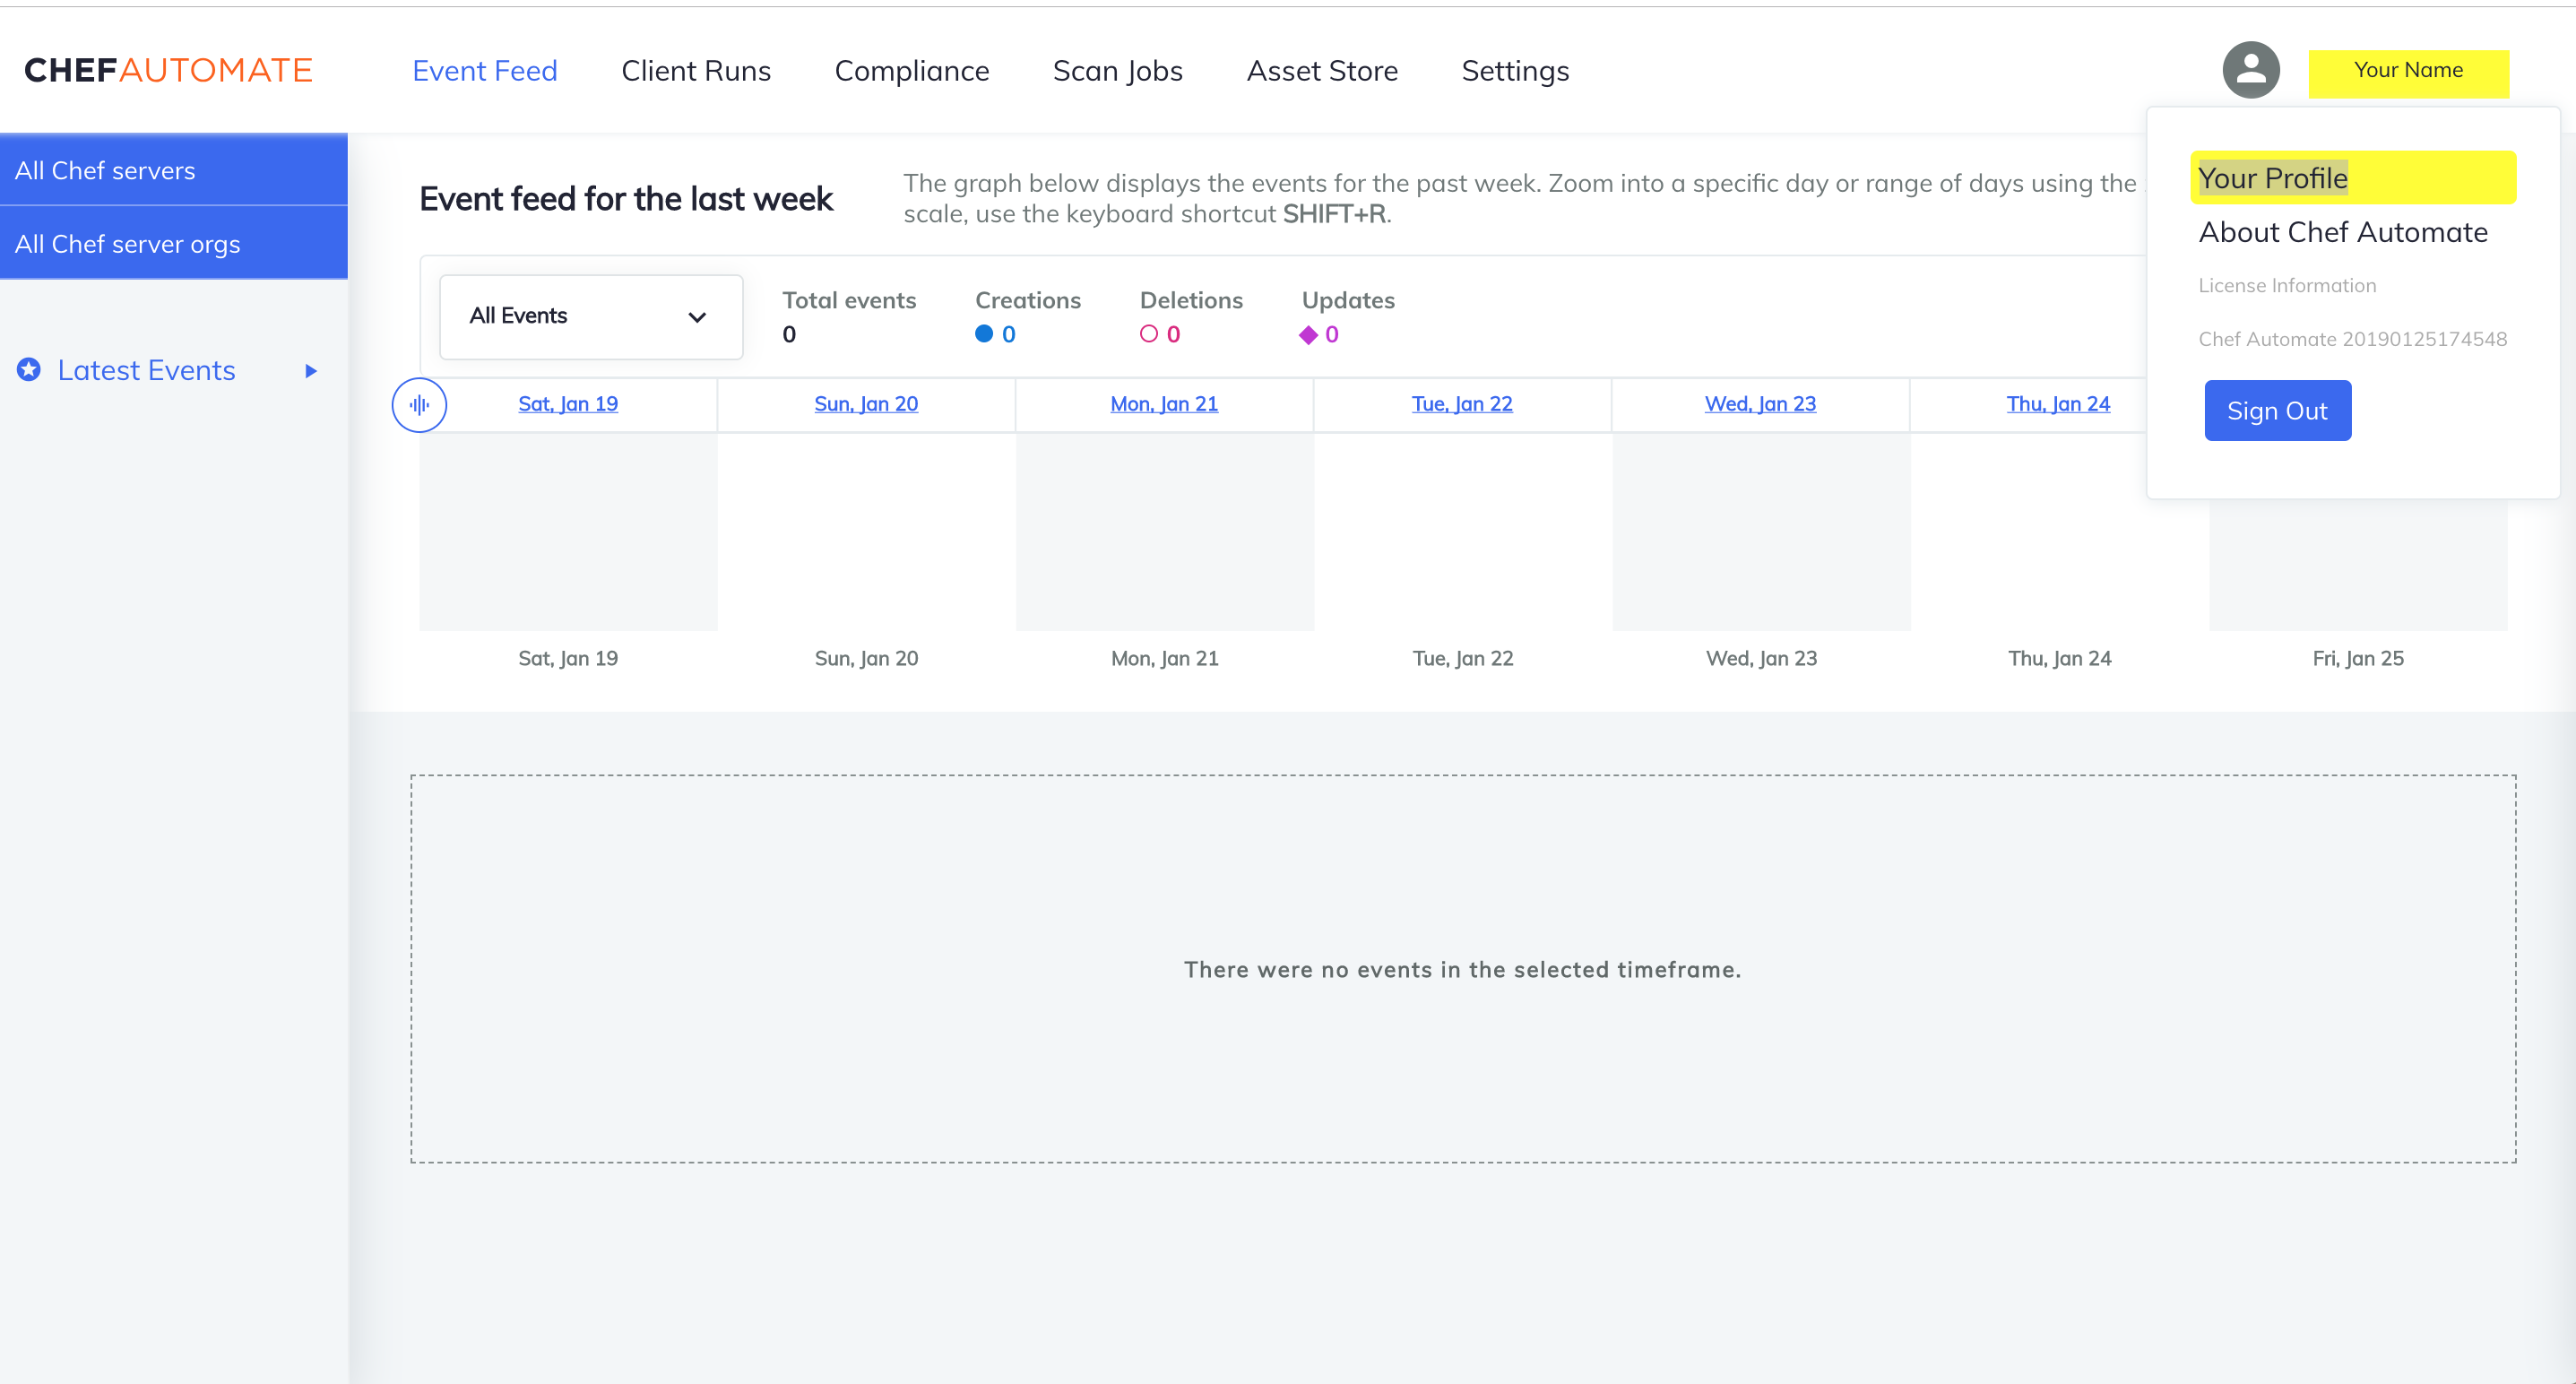 CHEFAUTOMATE
Event Feed
Client Runs
Compliance
Scan Jobs
Asset Store
Settings
Your Name
Your Profile
About Chef Automate
License Information
Chef Automate 20190125174548
Sign Out
All Chef servers
All Chef server orgs
Latest Events
Event feed for the last week
The graph below displays the events for the past week. Zoom into a specific day or range of days using the
scale, use the keyboard shortcut SHIFT+R.
All Events
Total events
0
Creations
0
Deletions
0
Updates
0
Sat, Jan 19
Sun, Jan 20
Mon, Jan 21
Tue, Jan 22
Wed, Jan 23
Thu, Jan 24
Sat, Jan 19
Sun, Jan 20
Mon, Jan 21
Tue, Jan 22
Wed, Jan 23
Thu, Jan 24
Fri, Jan 25
There were no events in the selected timeframe.